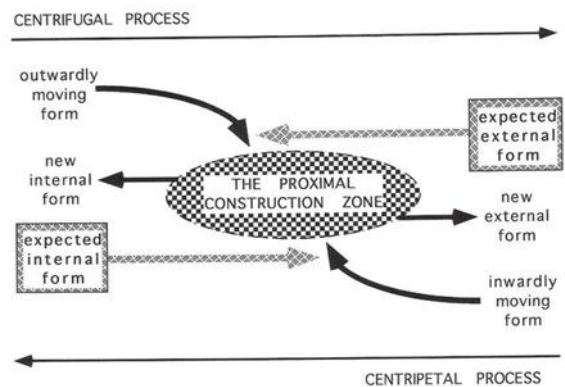 CENTRIFUGAL PROCESS
outwardly
moving
form
expected
external
form
new
internal
form
THE PROXIMAL
CONSTRUCTION ZONE
new
external
form
expected
internal
form
inwardly
moving
form
CENTRIPETAL PROCESS